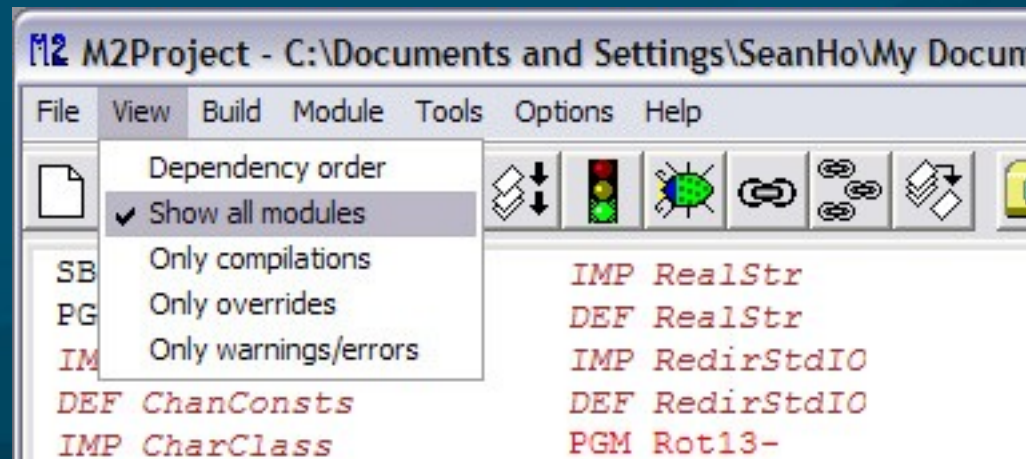 M2 M2Project - C:\Documents and Settings\SeanHo\My Docum
File View Build Module Tools Options Help
Dependency order
Show all modules
Only compilations
Only overrides
Only warnings/errors
SB
PG
IM
DEF ChanConsts
IMP CharClass
IMP RealStr
DEF RealStr
IMP RedirStdIO
DEF RedirStdIO
PGM Rot13-